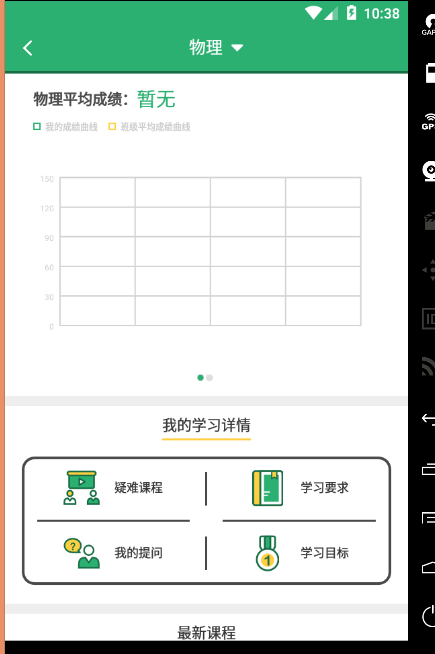 10:38
物理
物理平均成绩：暂无
我的成绩曲线 班级平均成绩曲线
150
120
90
60
30
0
我的学习详情
疑难课程 学习要求
我的提问 学习目标
最新课程